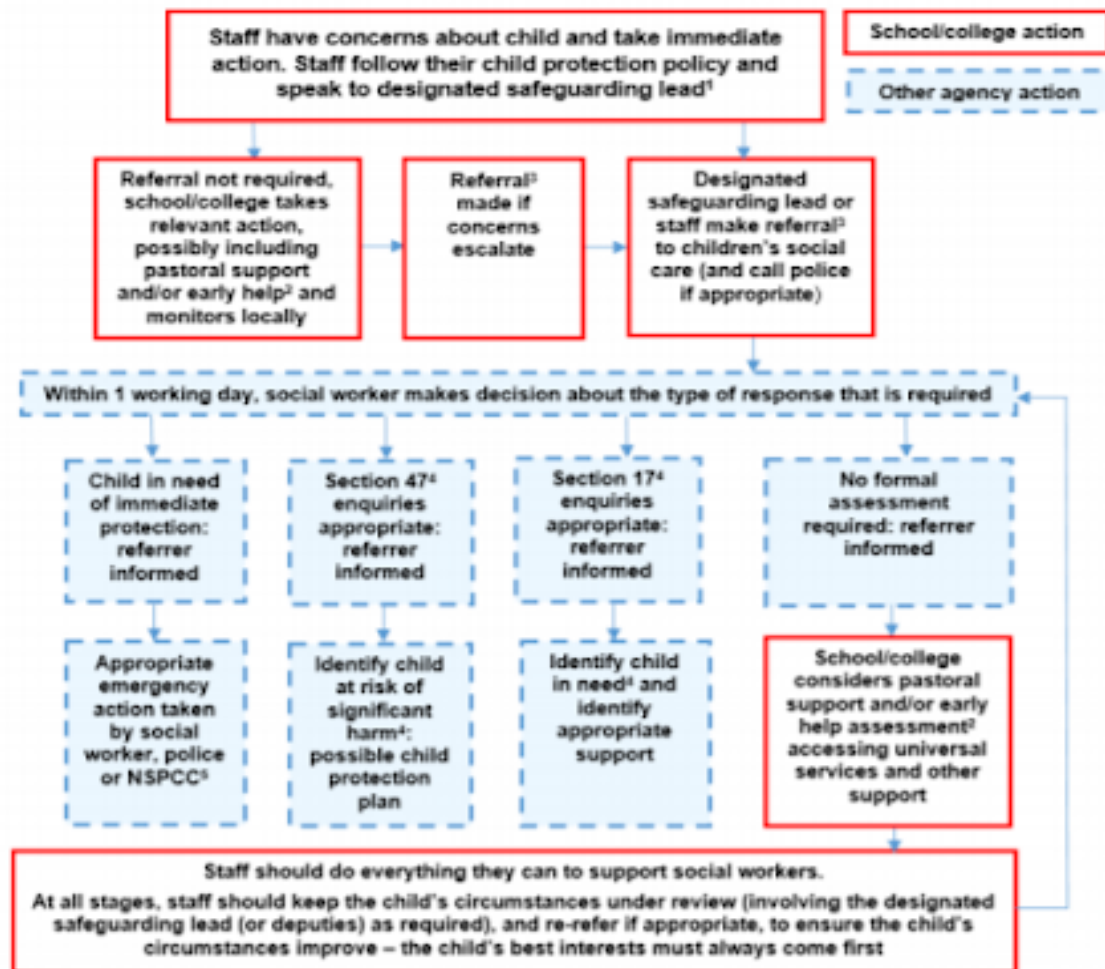 Staff have concerns about child and take immediate
action. Staff follow their child protection policy and
speak to designated safeguarding lead¹
School/college action
Other agency action
Referral not required,
school/college takes
relevant action,
possibly including
pastoral support
and/or early help² and
monitors locally
Referral³
made if
concerns
escalate
Designated
safeguarding lead or
staff make referral³
to children's social
care (and call police
if appropriate)
Within 1 working day, social worker makes decision about the type of response that is required
Child in need
of immediate
protection:
referrer
informed
Section 47⁴
enquiries
appropriate:
referrer
informed
Section 17⁴
enquiries
appropriate:
referrer
informed
No formal
assessment
required: referrer
informed
Appropriate
emergency
action taken
by social
worker, police
or NSPCC⁵
Identify child
at risk of
significant
harm⁴:
possible child
protection
plan
Identify child
in need⁴ and
identify
appropriate
support
School/college
considers pastoral
support and/or early
help assessment²
accessing universal
services and other
support
Staff should do everything they can to support social workers.
At all stages, staff should keep the child's circumstances under review (involving the designated
safeguarding lead (or deputies) as required), and re-refer if appropriate, to ensure the child's
circumstances improve – the child's best interests must always come first